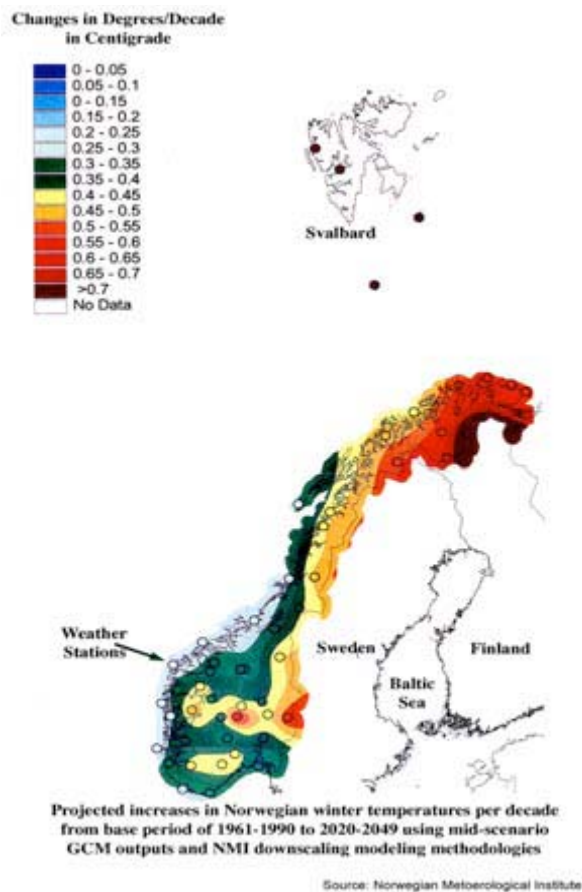 Changes in Degrees/Decade
in Centigrade
0 - 0.05
0.05 - 0.1
0 - 0.15
0.15 - 0.2
0.2 - 0.25
0.25 - 0.3
0.3 - 0.35
0.35 - 0.4
0.4 - 0.45
0.45 - 0.5
0.5 - 0.55
0.55 - 0.6
0.6 - 0.65
0.65 - 0.7
>0.7
No Data
Svalbard
Weather
Stations
Sweden
Finland
Baltic
Sea
Projected increases in Norwegian winter temperatures per decade
from base period of 1961-1990 to 2020-2049 using mid-scenario
GCM outputs and NMI downscaling modeling methodologies
Source: Norwegian Metoerological Institute